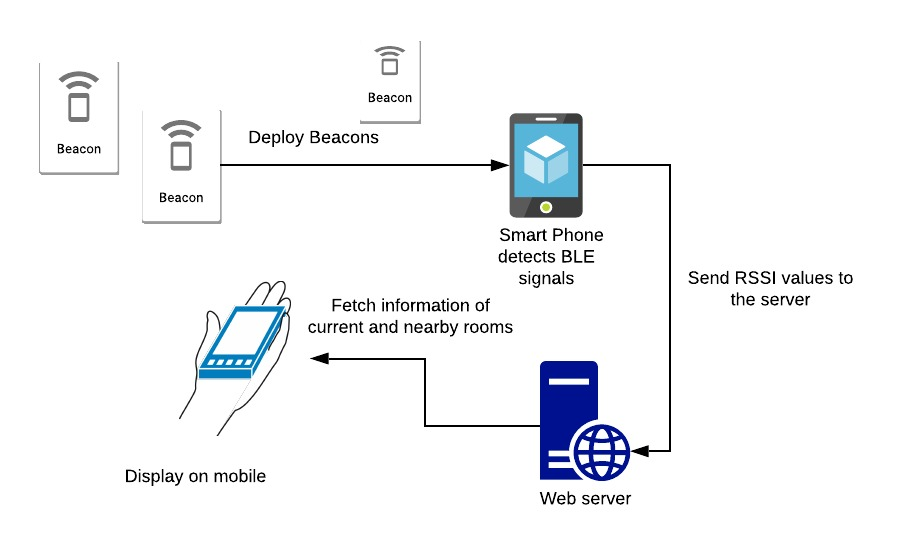 Beacon
Beacon
Beacon
Deploy Beacons
Smart Phone
detects BLE
signals
Send RSSI values to
the server
Fetch information of
current and nearby rooms
Display on mobile
Web server